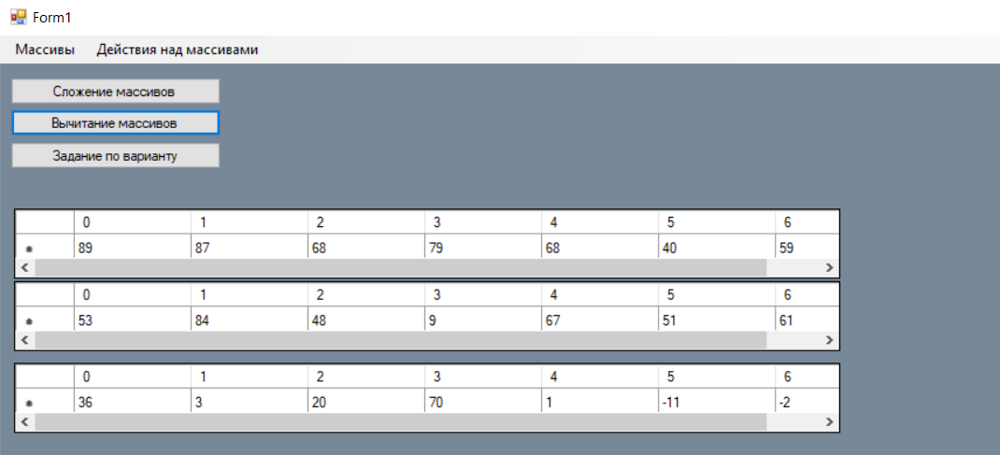 Form1
Массивы Действия над массивами
Сложение массивов
Вычитание массивов
Задание по варианту
0 1 2 3 4 5 6
89 87 68 79 68 40 59
0 1 2 3 4 5 6
53 84 48 9 67 51 61
0 1 2 3 4 5 6
36 3 20 70 1 -11 -2